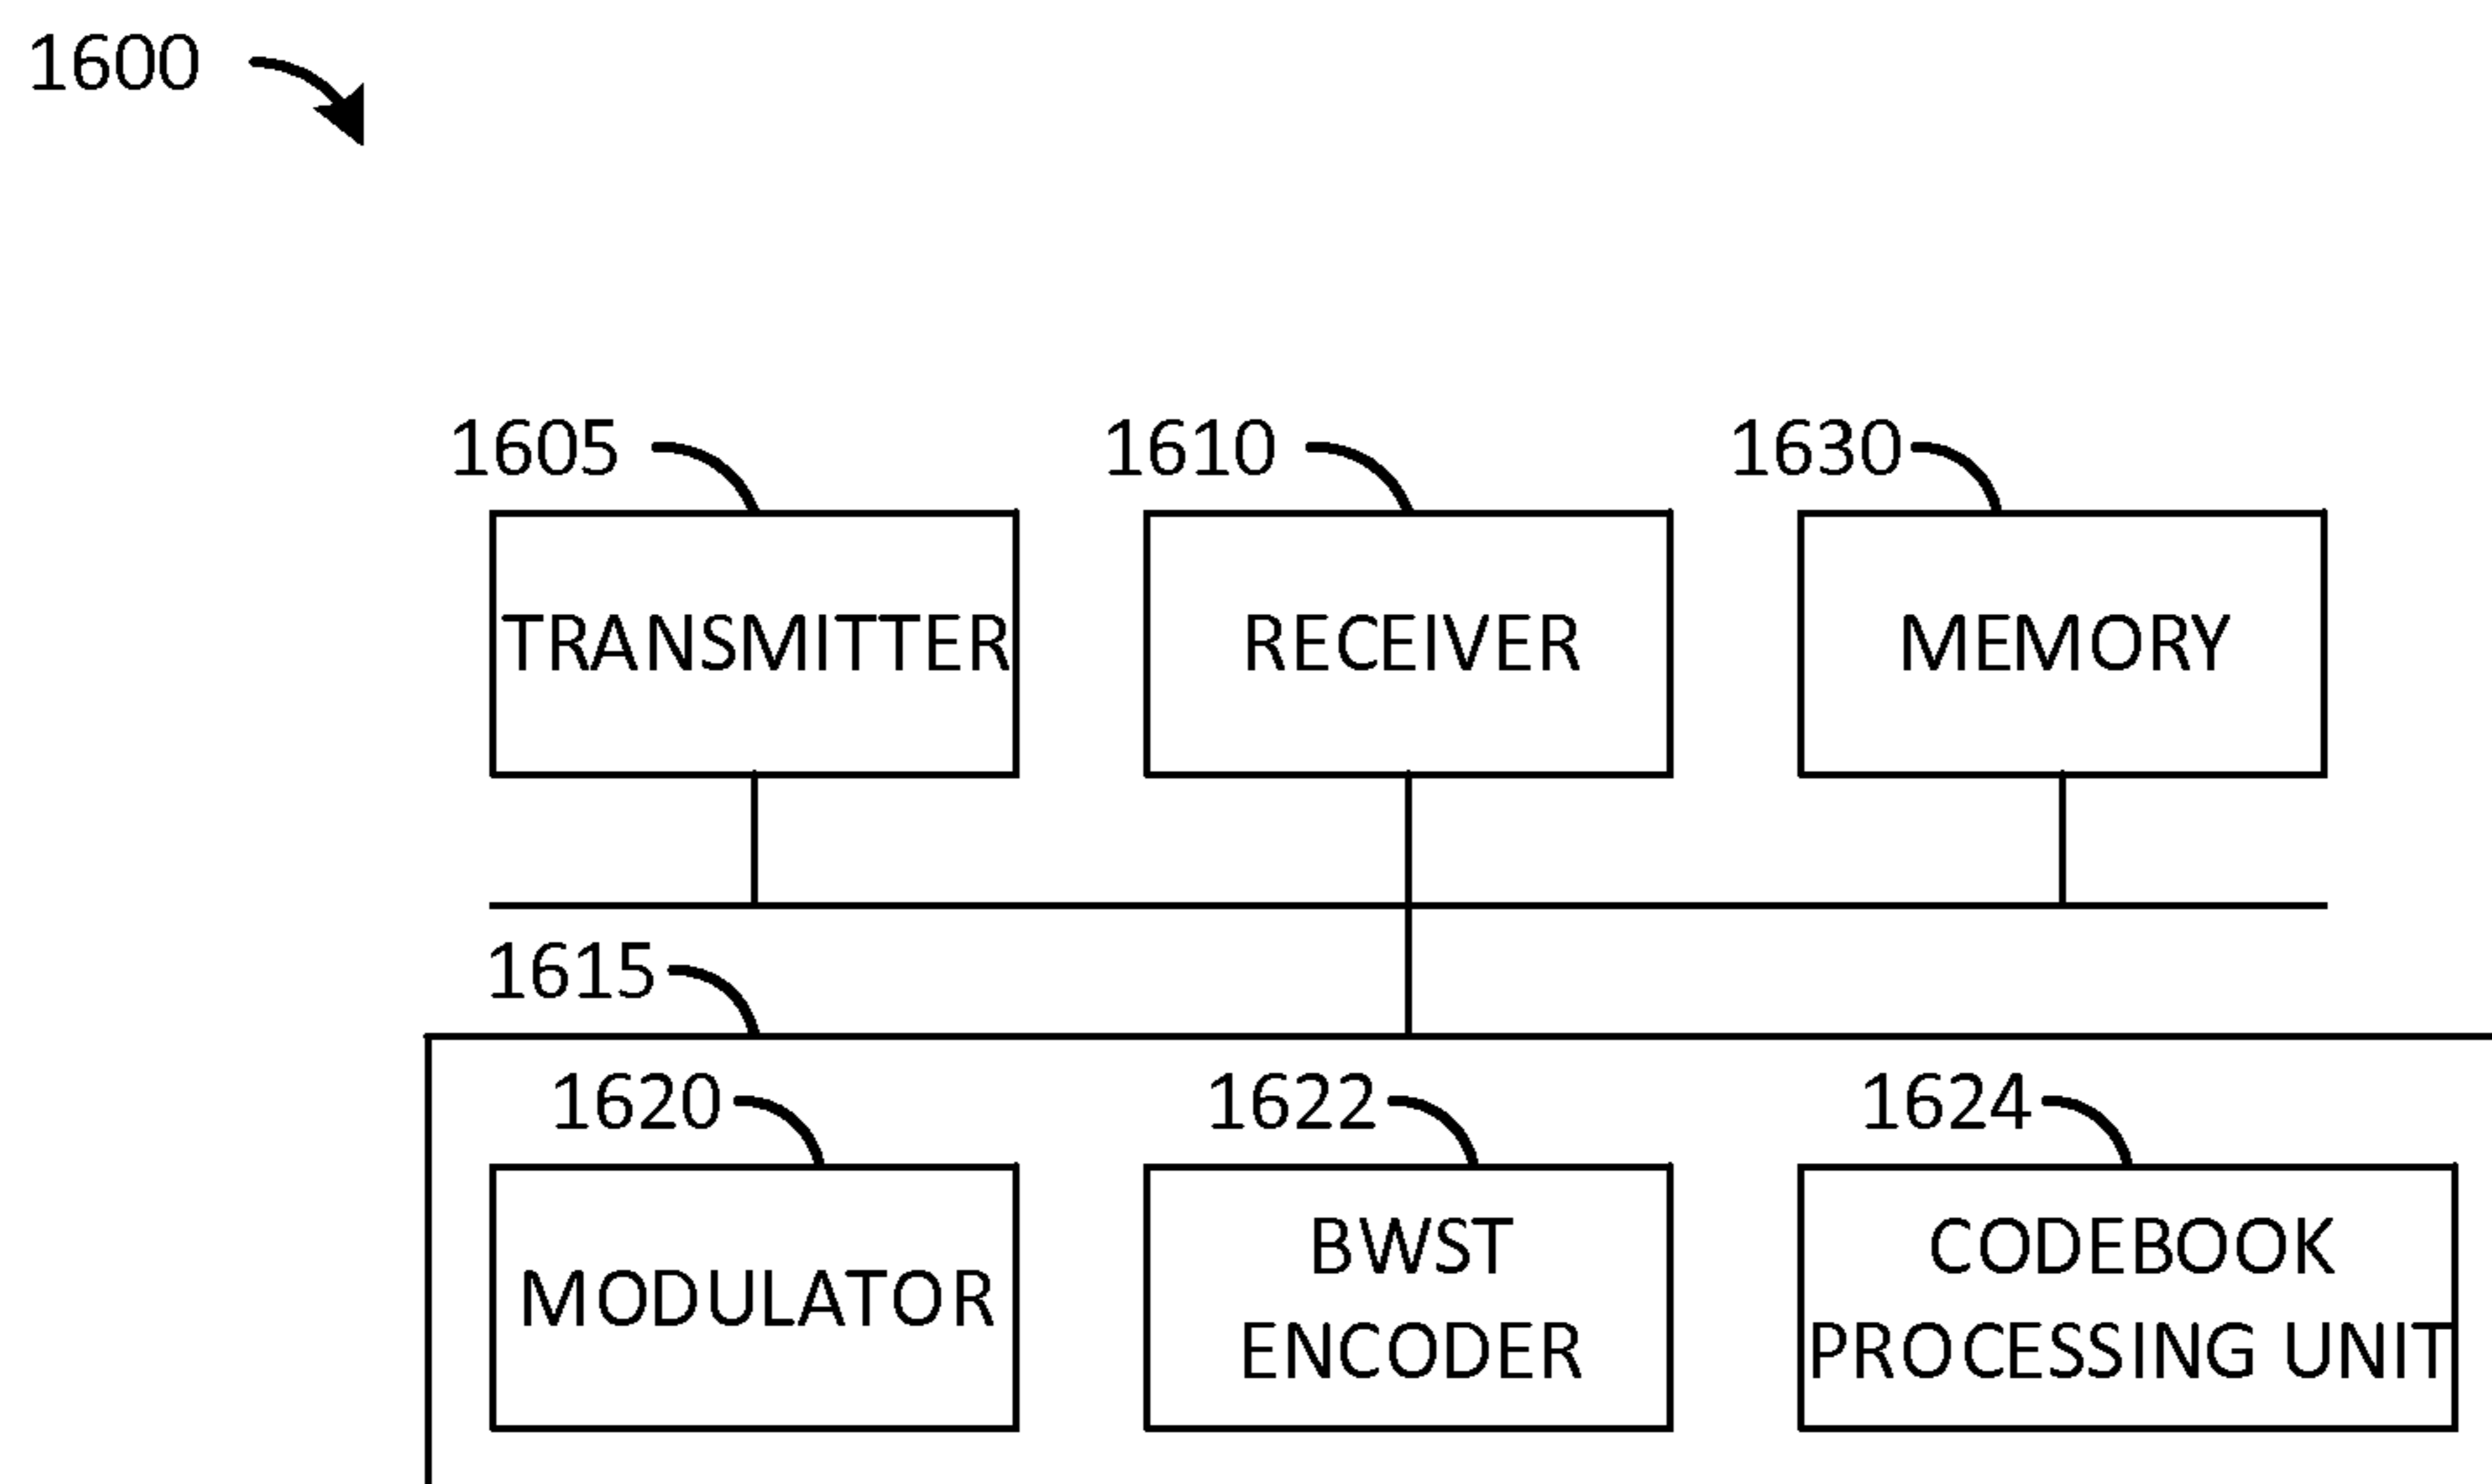 1600
1605
1610
1630
TRANSMITTER
RECEIVER
MEMORY
1615
1620
1622
1624
MODULATOR
BWST
ENCODER
CODEBOOK
PROCESSING UNIT